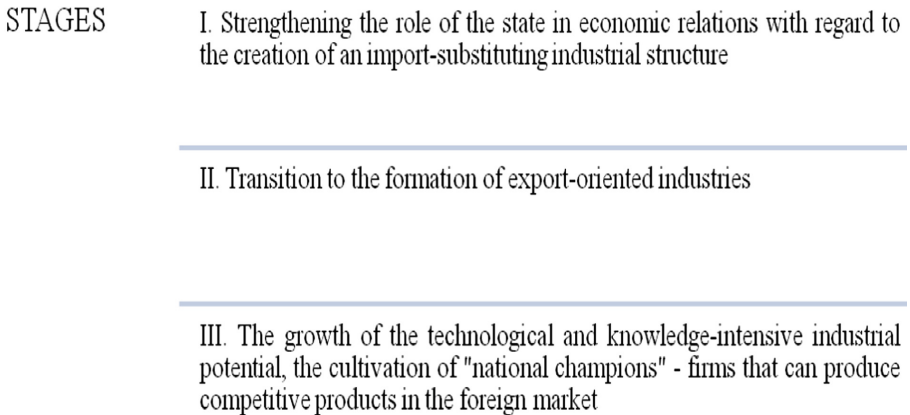 STAGES
I. Strengthening the role of the state in economic relations with regard to
the creation of an import-substituting industrial structure
II. Transition to the formation of export-oriented industries
III. The growth of the technological and knowledge-intensive industrial
potential, the cultivation of "national champions" - firms that can produce
competitive products in the foreign market